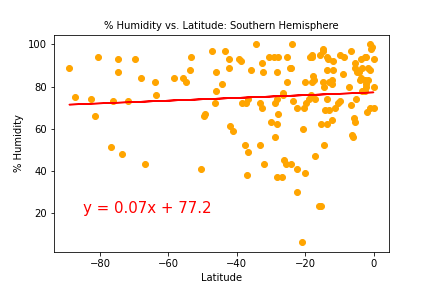 % Humidity vs. Latitude: Southern Hemisphere
% Humidity
100
80
60
40
20
y = 0.07x + 77.2
−80
−60
−40
−20
0
Latitude